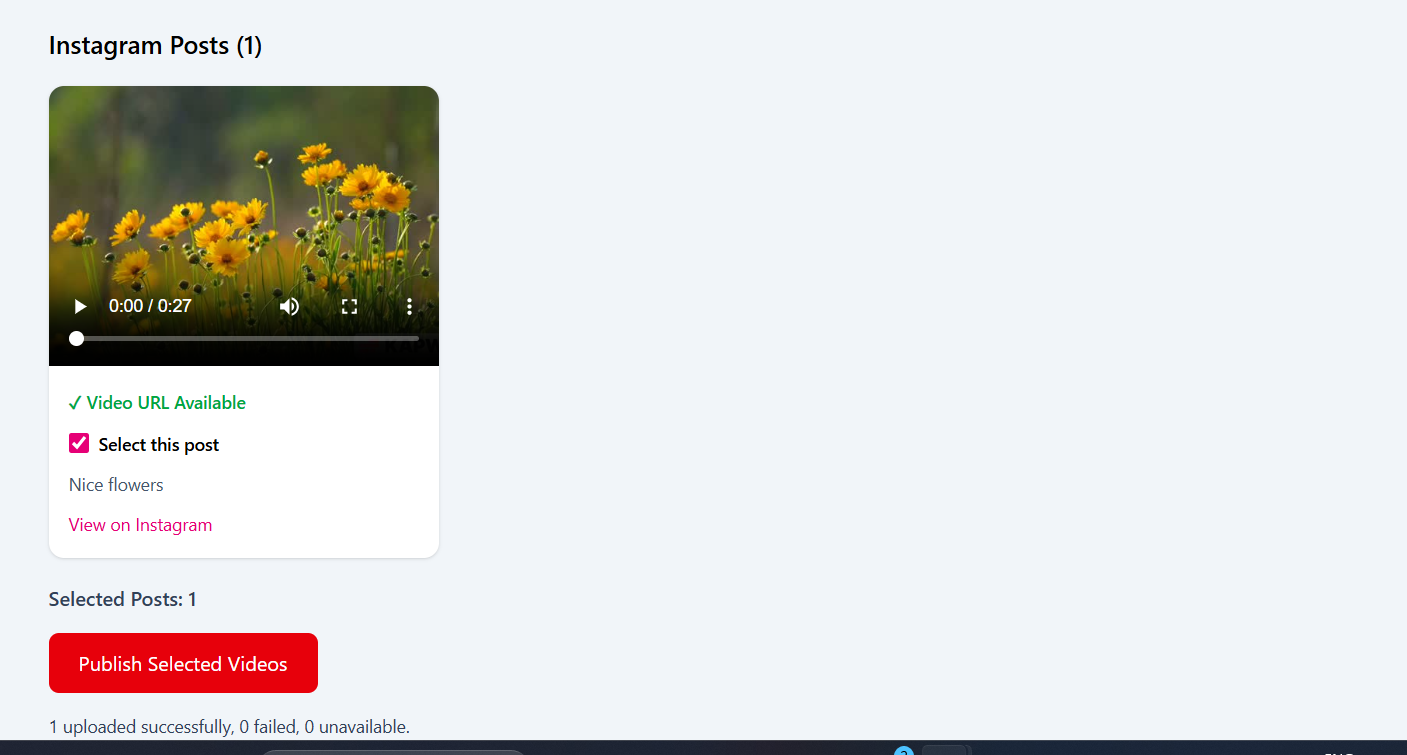 Instagram Posts (1)
0:00 / 0:27
✓ Video URL Available
Select this post
Nice flowers
View on Instagram
Selected Posts: 1
Publish Selected Videos
1 uploaded successfully, 0 failed, 0 unavailable.